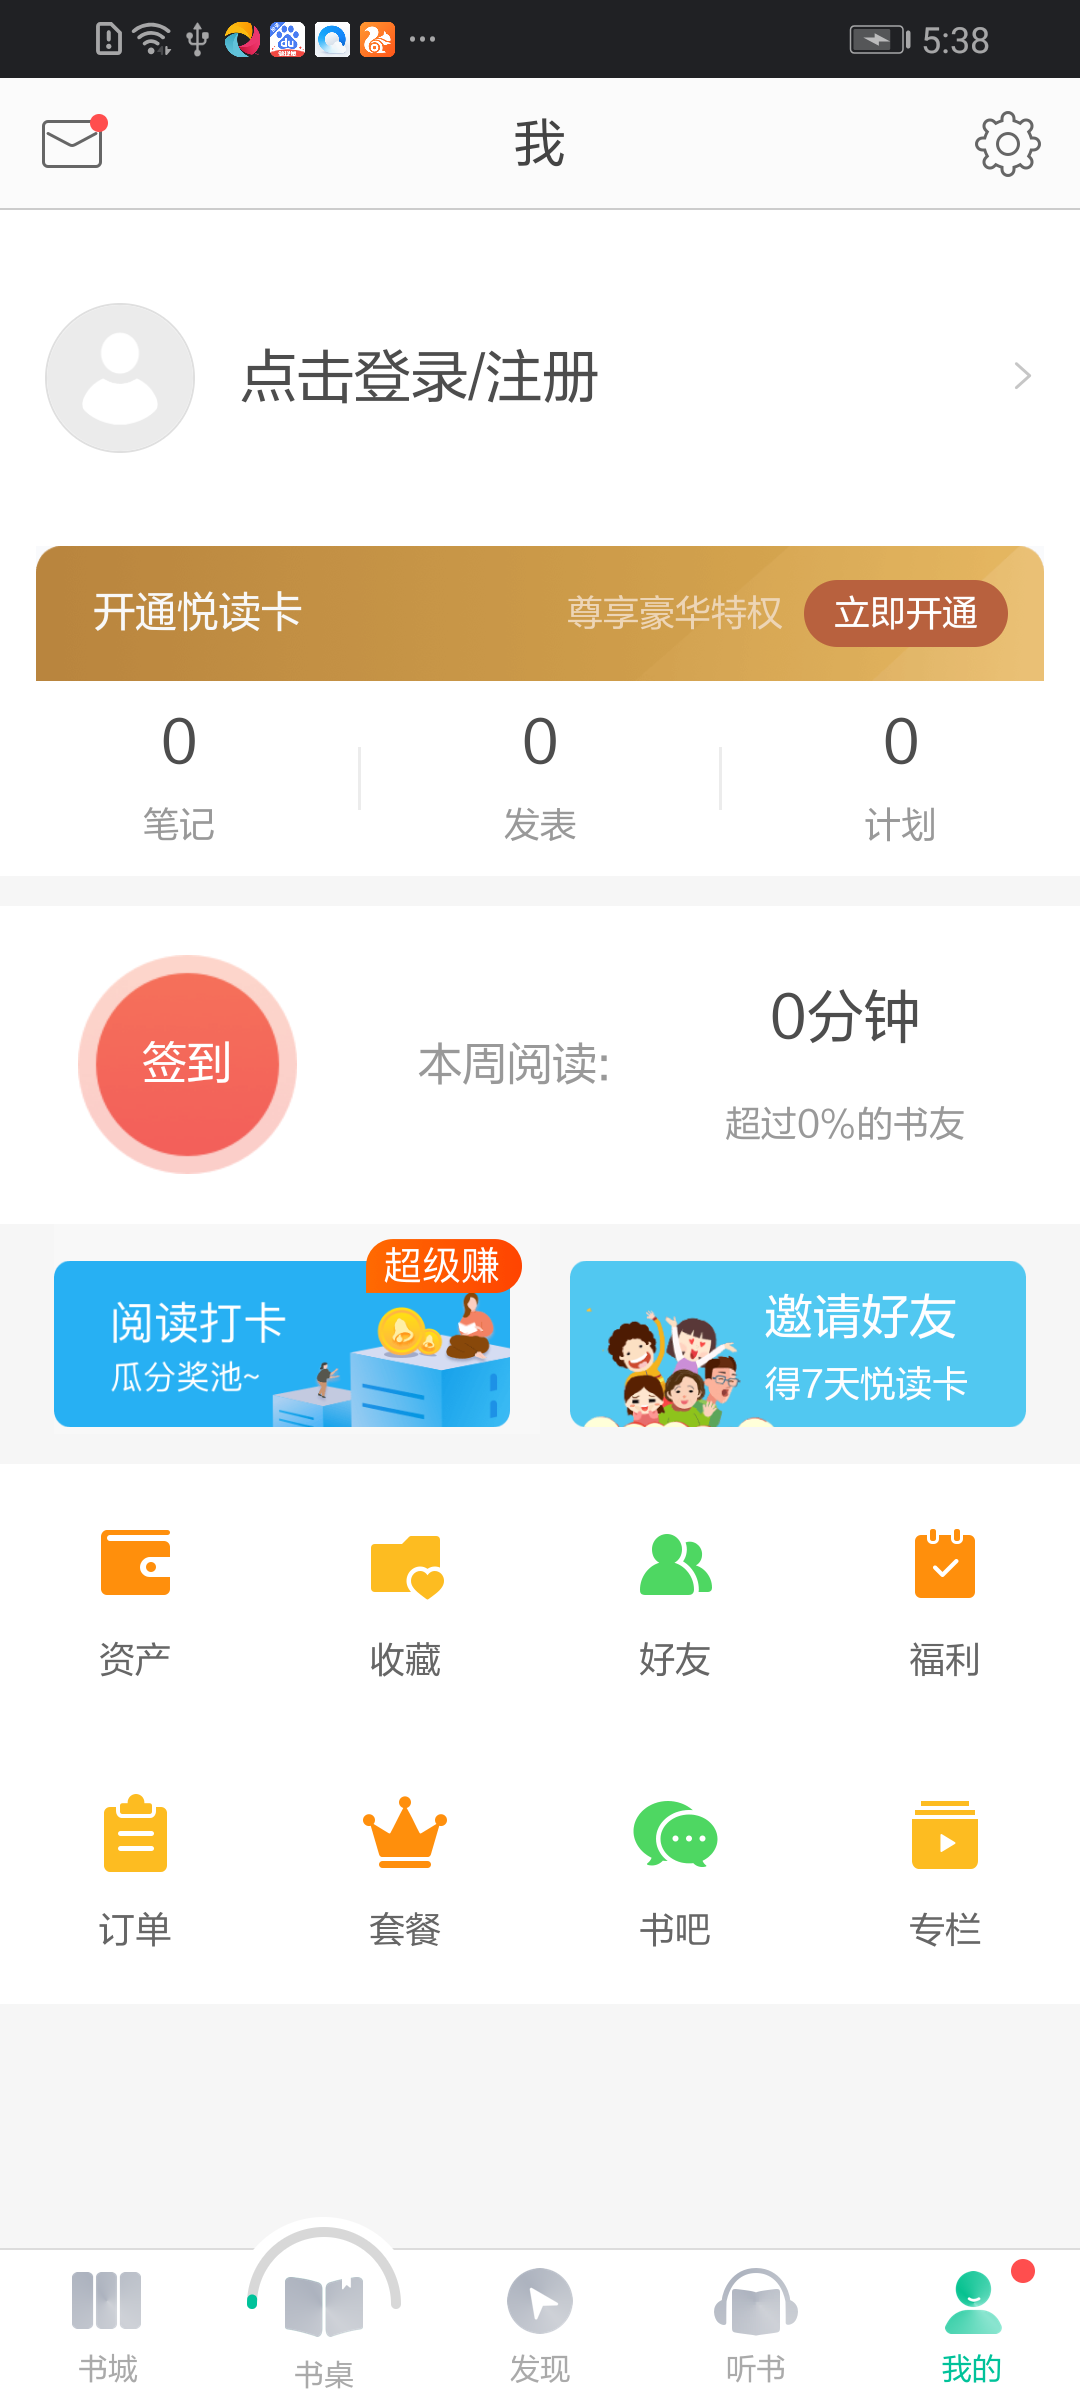 5:38
我
点击登录/注册
开通悦读卡
尊享豪华特权
立即开通
0
0
0
笔记
发表
计划
签到
本周阅读:
0分钟
超过0%的书友
超级赚
阅读打卡
瓜分奖池~
邀请好友
得7天悦读卡
资产
收藏
好友
福利
订单
套餐
书吧
专栏
书城
书桌
发现
听书
我的